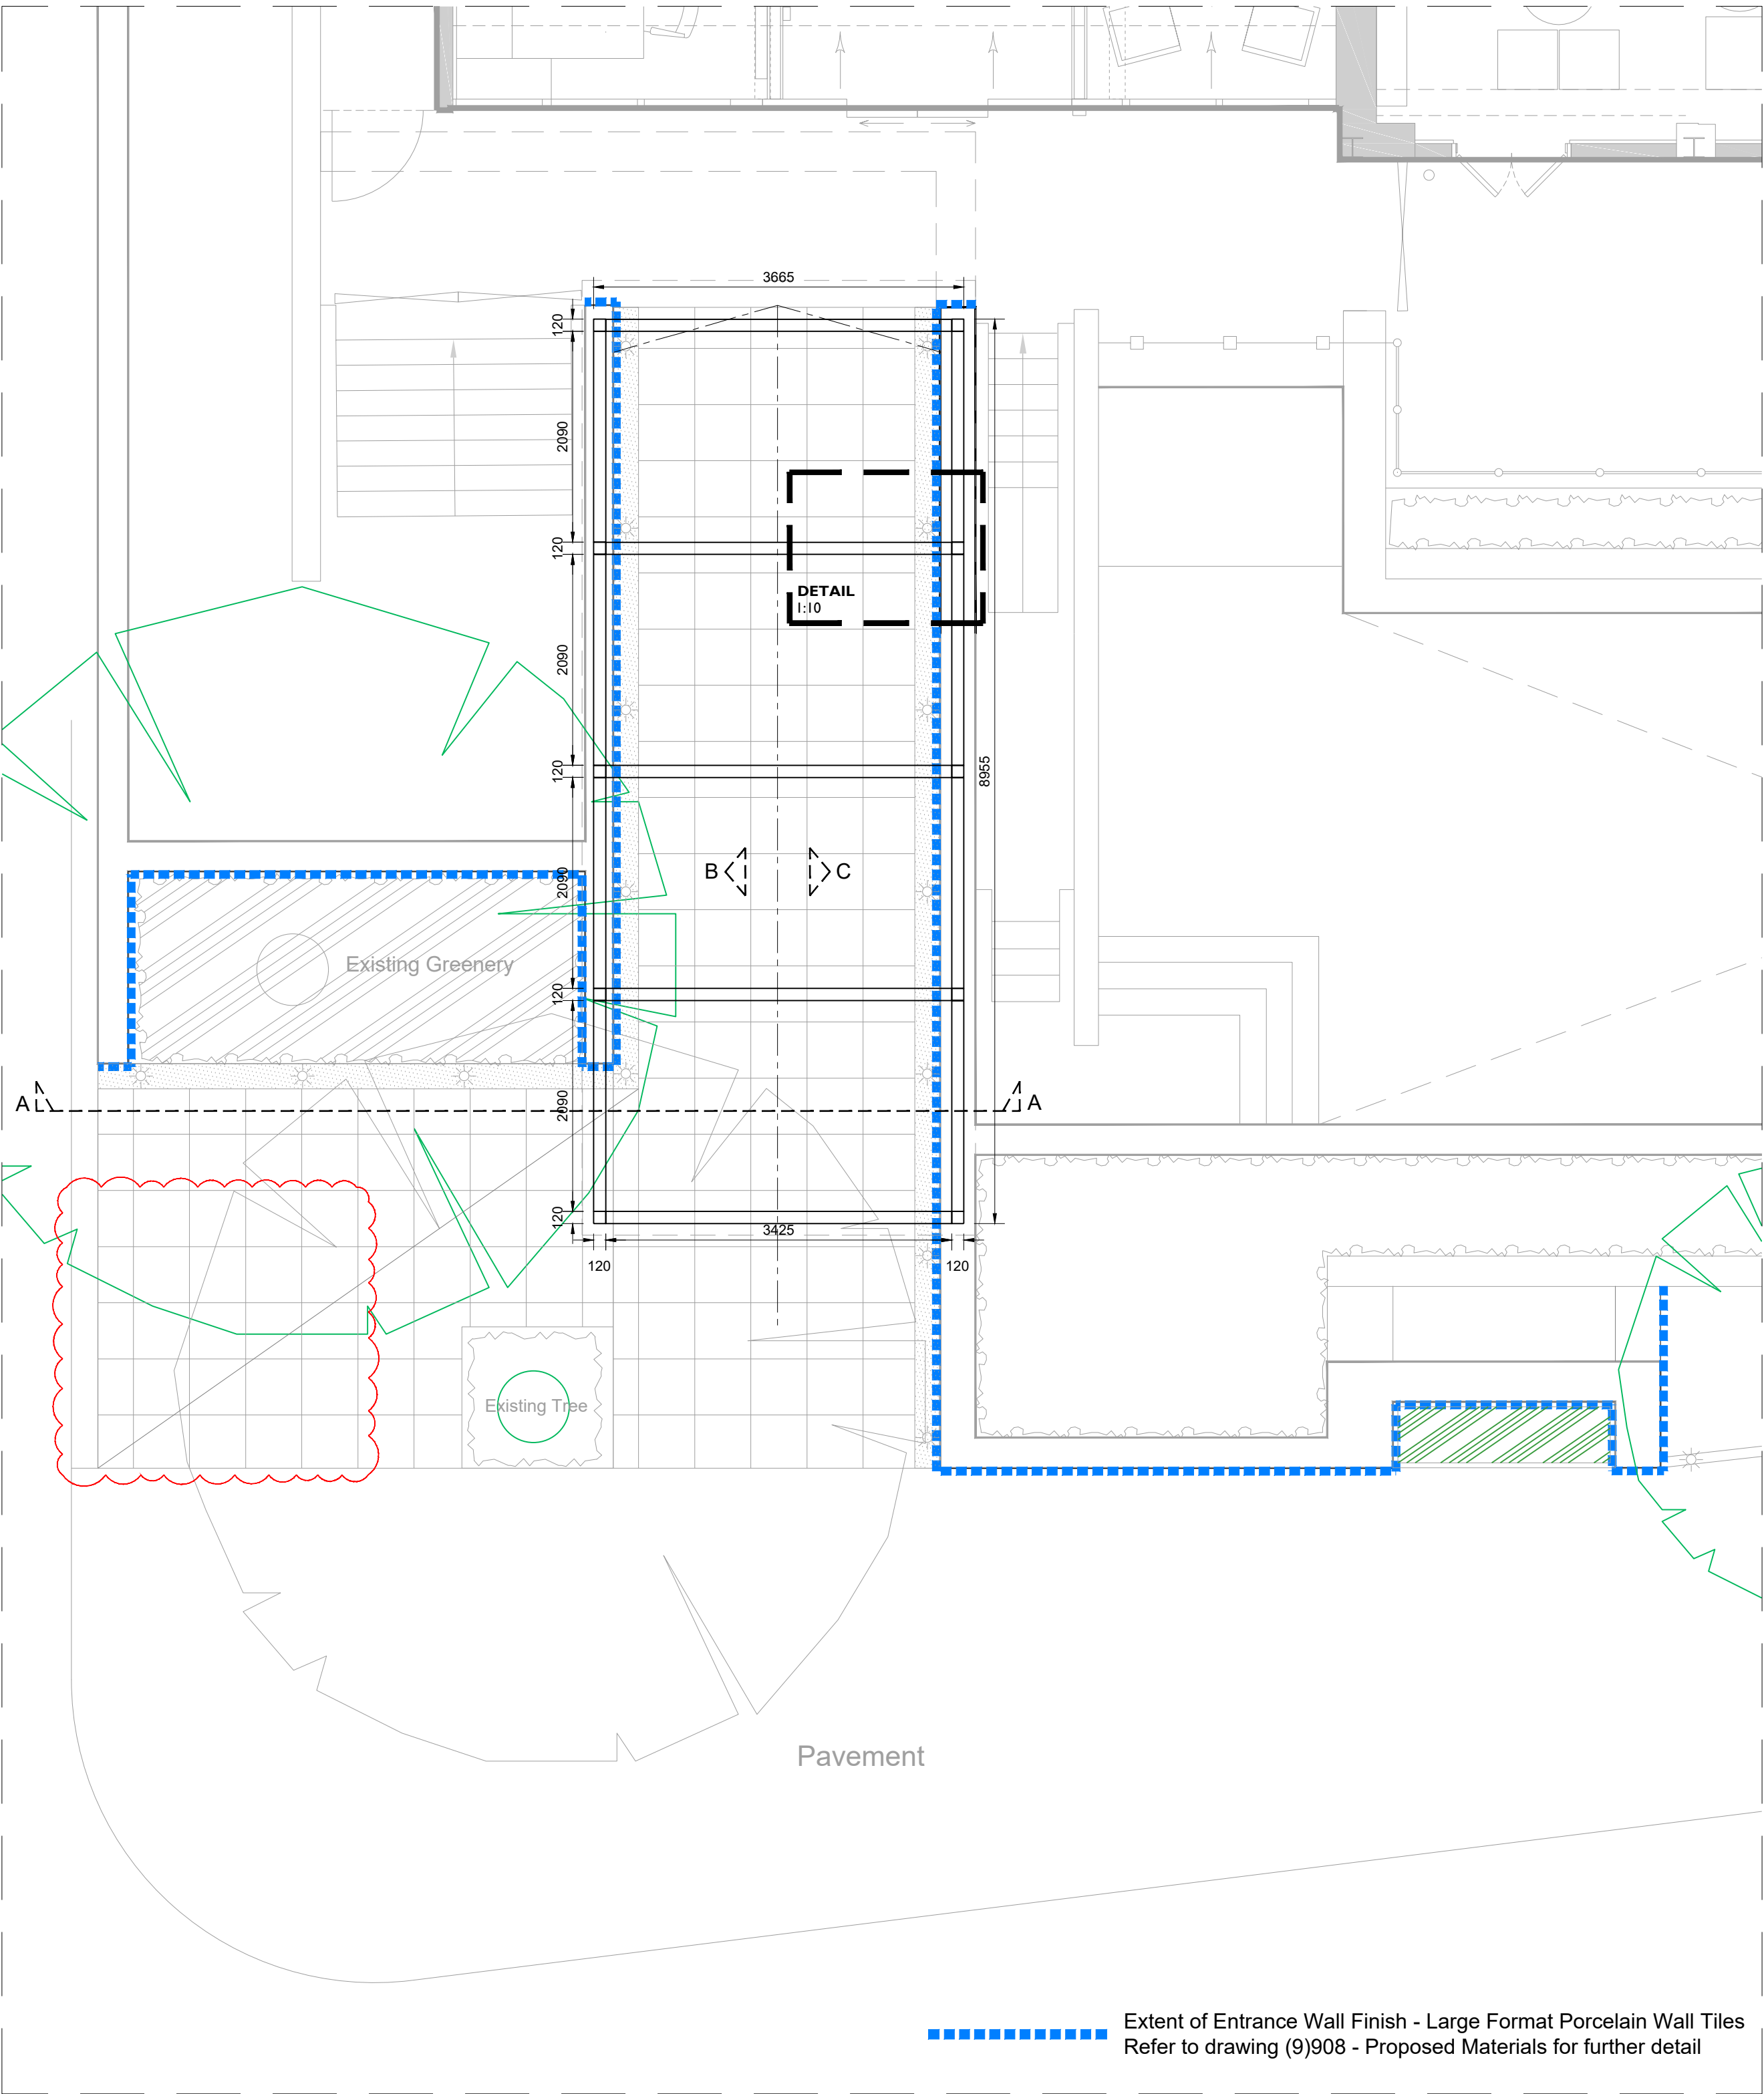 3665
120
2090
120
DETAIL
1:10
2090
120
8955
B
C
2090
Existing Greenery
120
A
A
2090
120
3425
120
120
Existing Tree
Pavement
Extent of Entrance Wall Finish - Large Format Porcelain Wall Tiles
Refer to drawing (9)908 - Proposed Materials for further detail